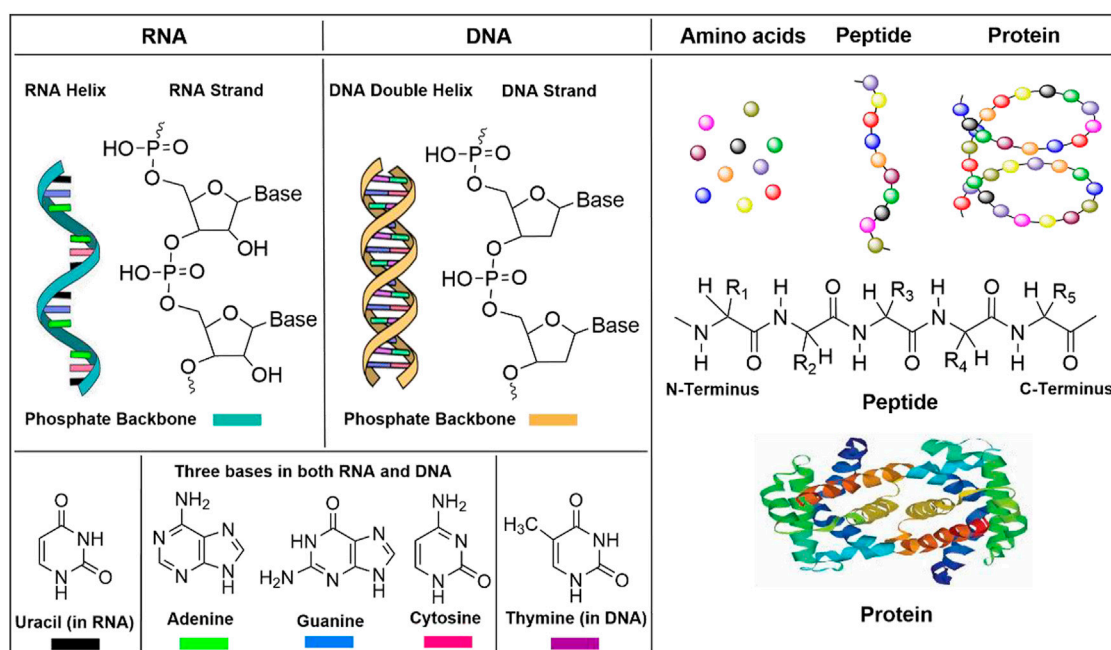 RNA
DNA
Amino acids Peptide Protein
RNA Helix RNA Strand
HO P O
O
O Base
O OH
HO P O
O
O Base
O OH
Phosphate Backbone
DNA Double Helix DNA Strand
HO P O
O
O Base
O
HO P O
O
O Base
O
Phosphate Backbone
H R1 H O H R3 H O H R5
N N N N N
H O R2 H H O R4 H H O
N-Terminus C-Terminus
Peptide
Protein
O
NH
N O
H
Uracil (in RNA)
Three bases in both RNA and DNA
NH2
N N
N N
H
Adenine
O
HN N
H2N N N
H
Guanine
NH2
N
N O
H
Cytosine
O
H3C NH
N O
H
Thymine (in DNA)